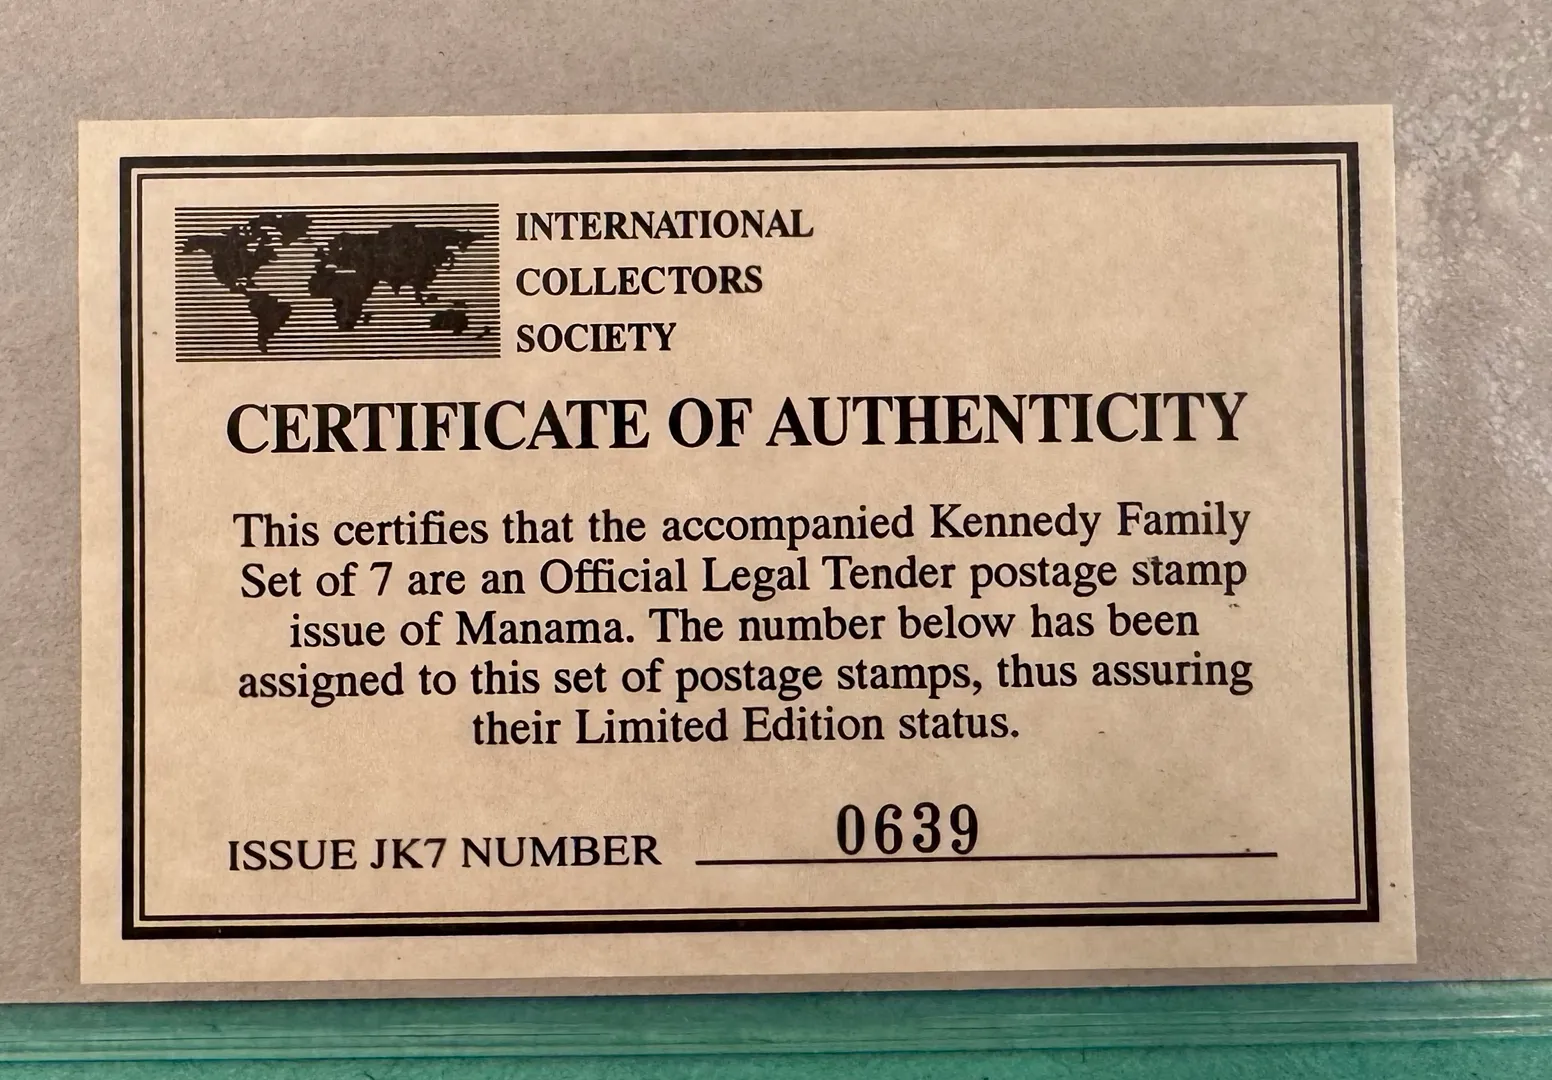 INTERNATIONAL
COLLECTORS
SOCIETY
CERTIFICATE OF AUTHENTICITY
This certifies that the accompanied Kennedy Family
Set of 7 are an Official Legal Tender postage stamp
issue of Manama. The number below has been
assigned to this set of postage stamps, thus assuring
their Limited Edition status.
ISSUE JK7 NUMBER 0639